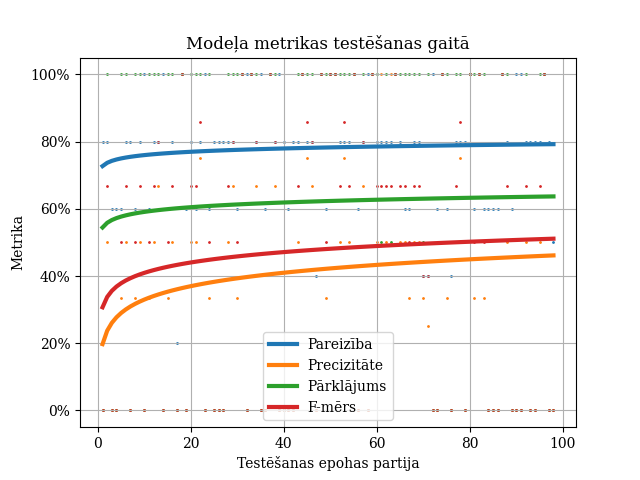 Modeļa metrikas testēšanas gaitā
100%
80%
60%
40%
20%
0%
Metrika
0 20 40 60 80 100
Testēšanas epohas partija
Pareizība
Precizitāte
Pārklājums
F-mērs